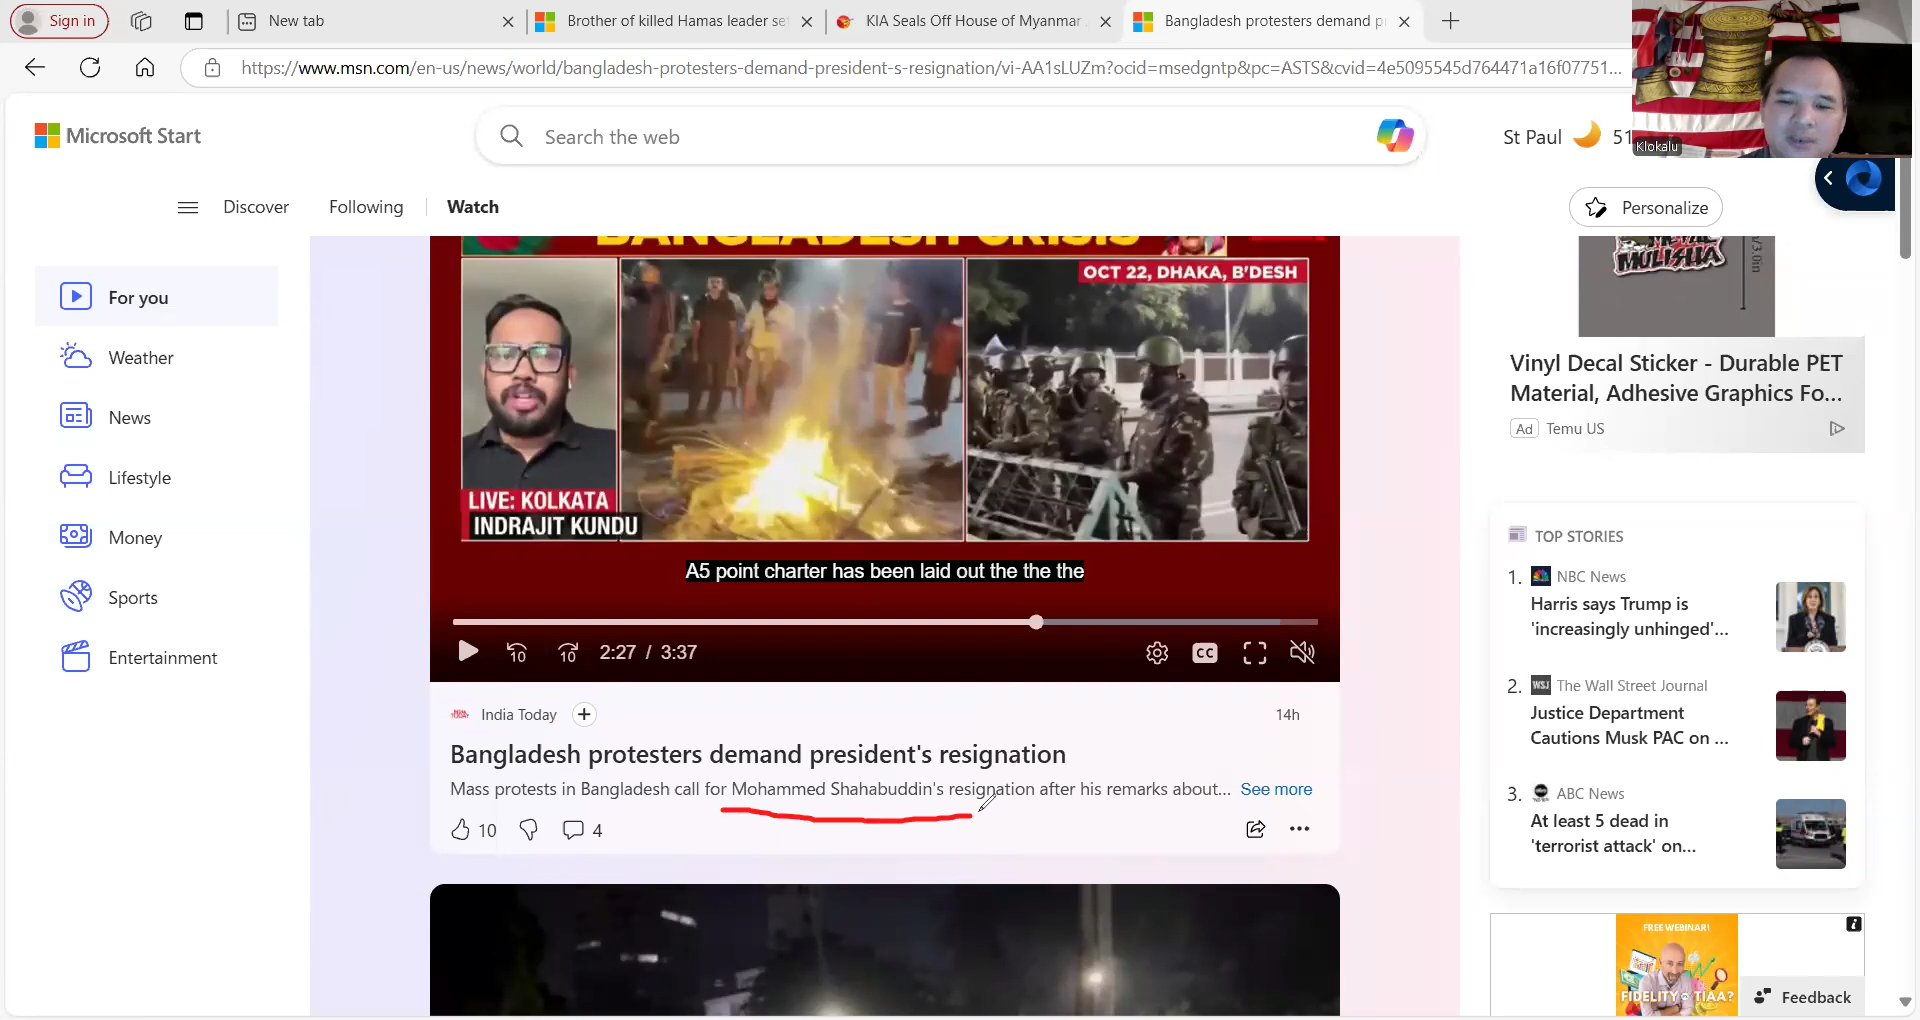 Sign in
New tab
Brother of killed Hamas leader se
KIA Seals Off House of Myanmar
Bangladesh protesters demand p
https://www.msn.com/en-us/news/world/bangladesh-protesters-demand-president-s-resignation/vi-AA1sLUZm?ocid=msedgntp&pc=ASTS&cvid=4e5095545d764471a16f07751...
Klokalu
Microsoft Start
Search the web
St Paul
51
Discover
Following
Watch
Personalize
For you
Weather
News
Lifestyle
Money
Sports
Entertainment
BANGLADESH CRISIS
OCT 22, DHAKA, B'DESH
LIVE: KOLKATA
INDRAJIT KUNDU
A5 point charter has been laid out the the the
2:27 / 3:37
CC
India Today
14h
Bangladesh protesters demand president's resignation
Mass protests in Bangladesh call for Mohammed Shahabuddin's resignation after his remarks about... See more
10
4
MULISHA
/3.0in
Vinyl Decal Sticker - Durable PET
Material, Adhesive Graphics Fo...
Ad Temu US
TOP STORIES
1. NBC News
Harris says Trump is
'increasingly unhinged'...
2. WSJ The Wall Street Journal
Justice Department
Cautions Musk PAC on ...
3. ABC News
At least 5 dead in
'terrorist attack' on...
FREE WEBINAR!
FIDELITY OR TIAA?
Feedback